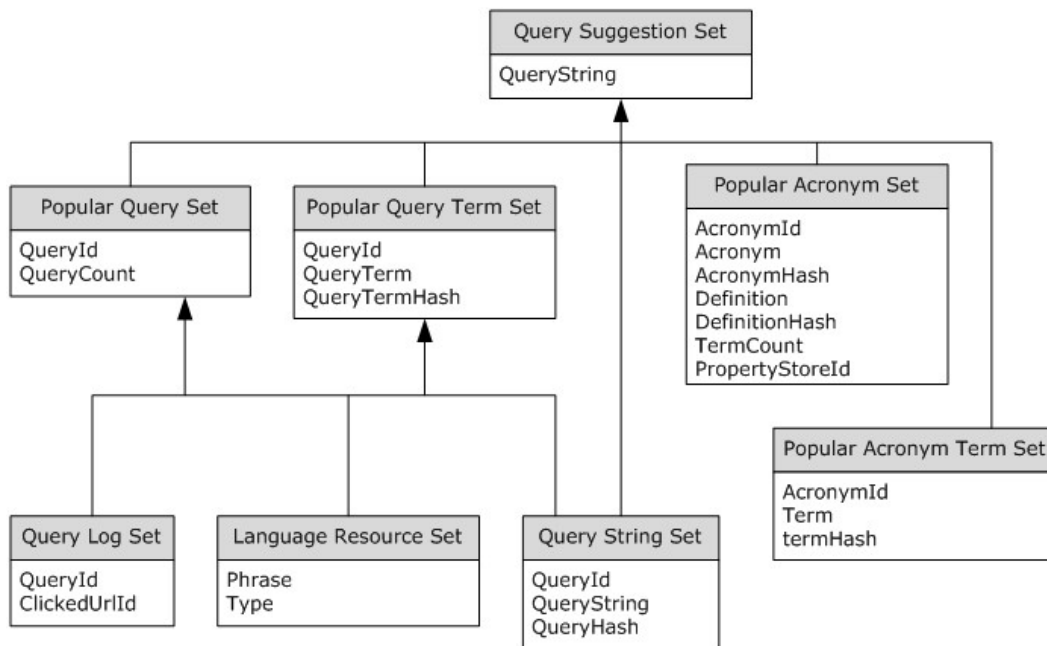 Query Suggestion Set
QueryString
Popular Query Set
QueryId
QueryCount
Popular Query Term Set
QueryId
QueryTerm
QueryTermHash
Popular Acronym Set
AcronymId
Acronym
AcronymHash
Definition
DefinitionHash
TermCount
PropertyStoreId
Popular Acronym Term Set
AcronymId
Term
termHash
Query Log Set
QueryId
ClickedUrlId
Language Resource Set
Phrase
Type
Query String Set
QueryId
QueryString
QueryHash